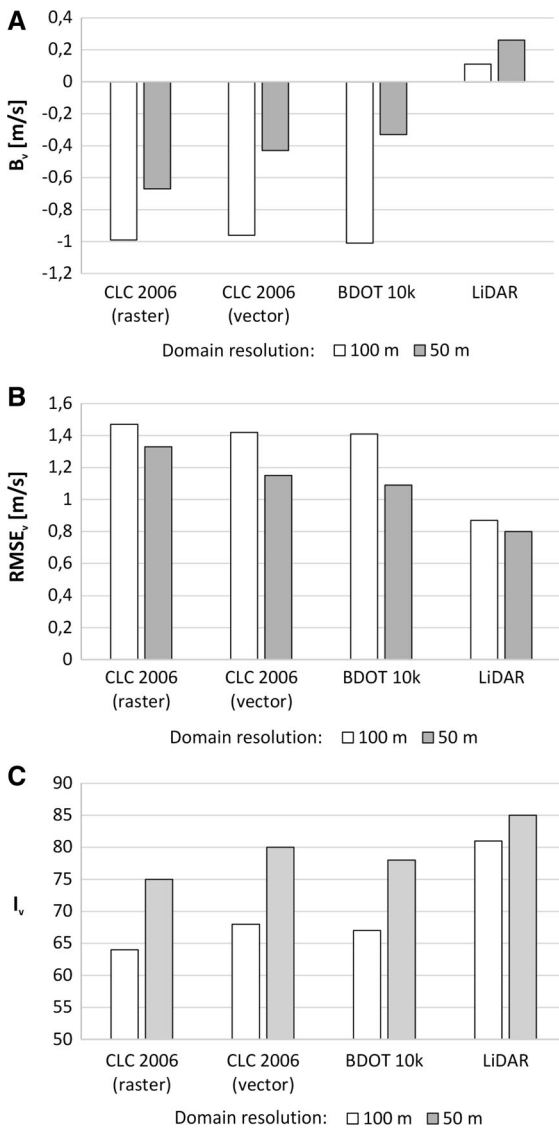 A
0,4
0,2
0
-0,2
-0,4
-0,6
-0,8
-1
-1,2
Bv [m/s]
CLC 2006 (raster)
CLC 2006 (vector)
BDOT 10k
LiDAR
Domain resolution: 100 m 50 m
B
1,6
1,4
1,2
1
0,8
0,6
0,4
0,2
0
RMSEv [m/s]
CLC 2006 (raster)
CLC 2006 (vector)
BDOT 10k
LiDAR
Domain resolution: 100 m 50 m
C
90
85
80
75
70
65
60
55
50
Iv
CLC 2006 (raster)
CLC 2006 (vector)
BDOT 10k
LiDAR
Domain resolution: 100 m 50 m